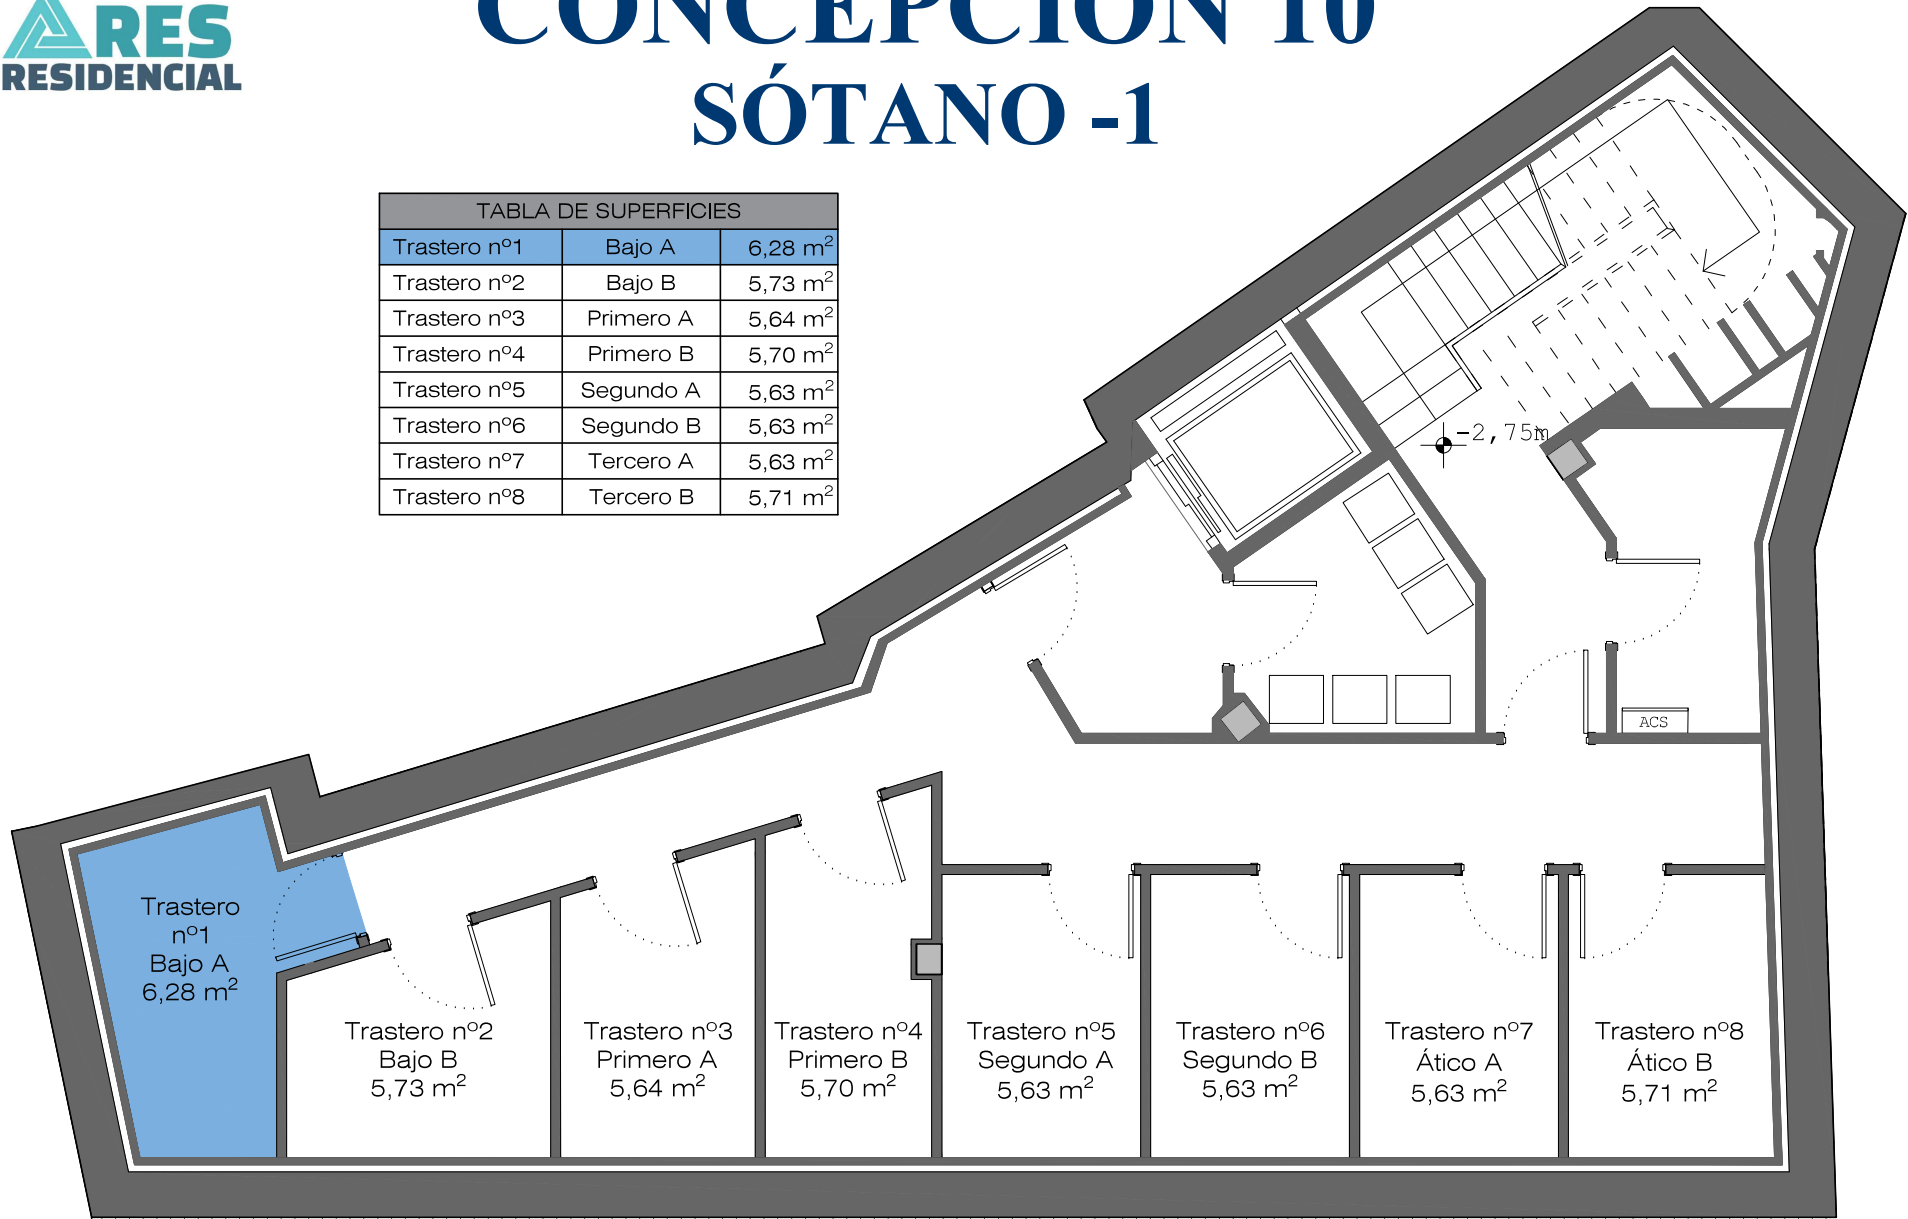 ARES
RESIDENCIAL
CONCEPCIÓN 10
SÓTANO -1
TABLA DE SUPERFICIES
Trastero nº1 Bajo A 6,28 m²
Trastero nº2 Bajo B 5,73 m²
Trastero nº3 Primero A 5,64 m²
Trastero nº4 Primero B 5,70 m²
Trastero nº5 Segundo A 5,63 m²
Trastero nº6 Segundo B 5,63 m²
Trastero nº7 Tercero A 5,63 m²
Trastero nº8 Tercero B 5,71 m²
-2,75m
ACS
Trastero
nº1
Bajo A
6,28 m²
Trastero nº2
Bajo B
5,73 m²
Trastero nº3
Primero A
5,64 m²
Trastero nº4
Primero B
5,70 m²
Trastero nº5
Segundo A
5,63 m²
Trastero nº6
Segundo B
5,63 m²
Trastero nº7
Ático A
5,63 m²
Trastero nº8
Ático B
5,71 m²